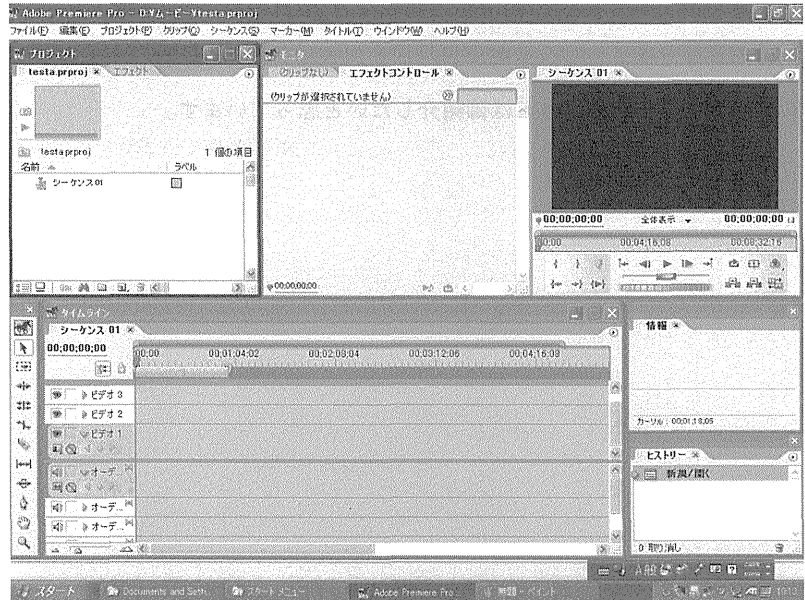 Adobe Premiere Pro - D:¥ムービー¥testa.prproj
ファイル(F) 編集(E) プロジェクト(P) クリップ(C) シーケンス(S) マーカー(M) タイトル(T) ウインドウ(W) ヘルプ(H)
プロジェクト
testa.prproj エフェクト
testa.prproj
1 個の項目
名前 ラベル
シーケンス 01
モニタ
(クリップなし) エフェクトコントロール
(クリップが選択されていません)
00;00;00;00
シーケンス 01
00;00;00;00 全体表示 00;00;00;00
00;00 00;04;16;08 00;08;32;16
タイムライン
シーケンス 01
00;00;00;00
00;00 00;01;04;02 00;02;08;04 00;03;12;06 00;04;16;08
ビデオ 3
ビデオ 2
ビデオ 1
オーデ...
オーデ...
オーデ...
情報
カーソル : 00;01;18;05
ヒストリー
新規/開く
0 取り消し
スタート Documents and Setti... スタート メニュー Adobe Premiere Pro... 無題 - ペイント 10:13